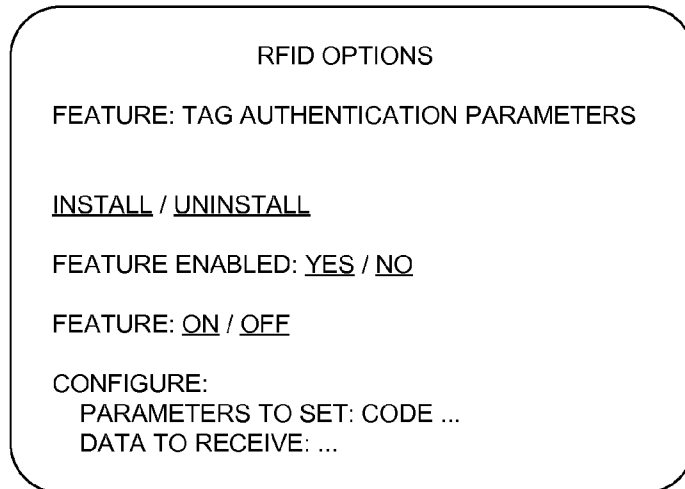 RFID OPTIONS
FEATURE: TAG AUTHENTICATION PARAMETERS
INSTALL / UNINSTALL
FEATURE ENABLED: YES / NO
FEATURE: ON / OFF
CONFIGURE:
PARAMETERS TO SET: CODE ...
DATA TO RECEIVE: ...